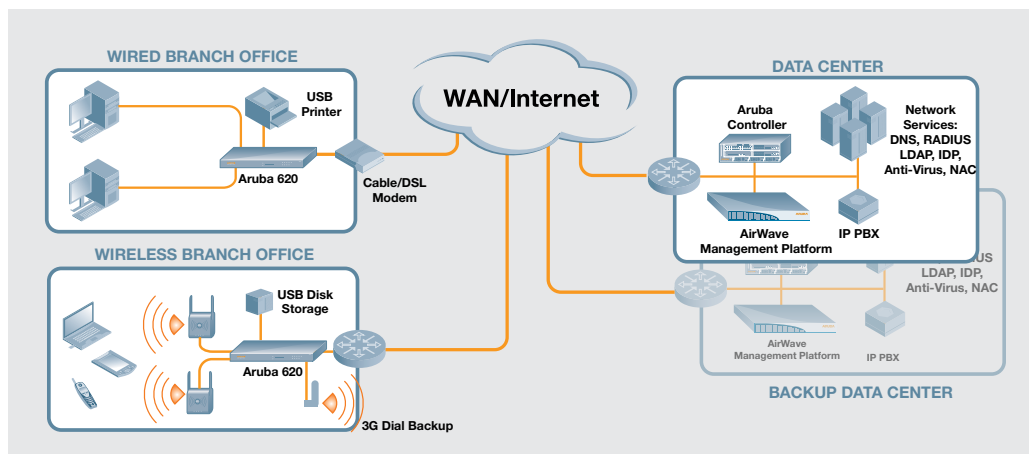 WIRED BRANCH OFFICE
USB
Printer
Aruba 620
Cable/DSL
Modem
WAN/Internet
DATA CENTER
Aruba
Controller
Network
Services:
DNS, RADIUS
LDAP, IDP,
Anti-Virus, NAC
AirWave
Management Platform
IP PBX
WIRELESS BRANCH OFFICE
USB Disk
Storage
Aruba 620
3G Dial Backup
LDAP, IDP,
Anti-Virus, NAC
AirWave
Management Platform
IP PBX
BACKUP DATA CENTER